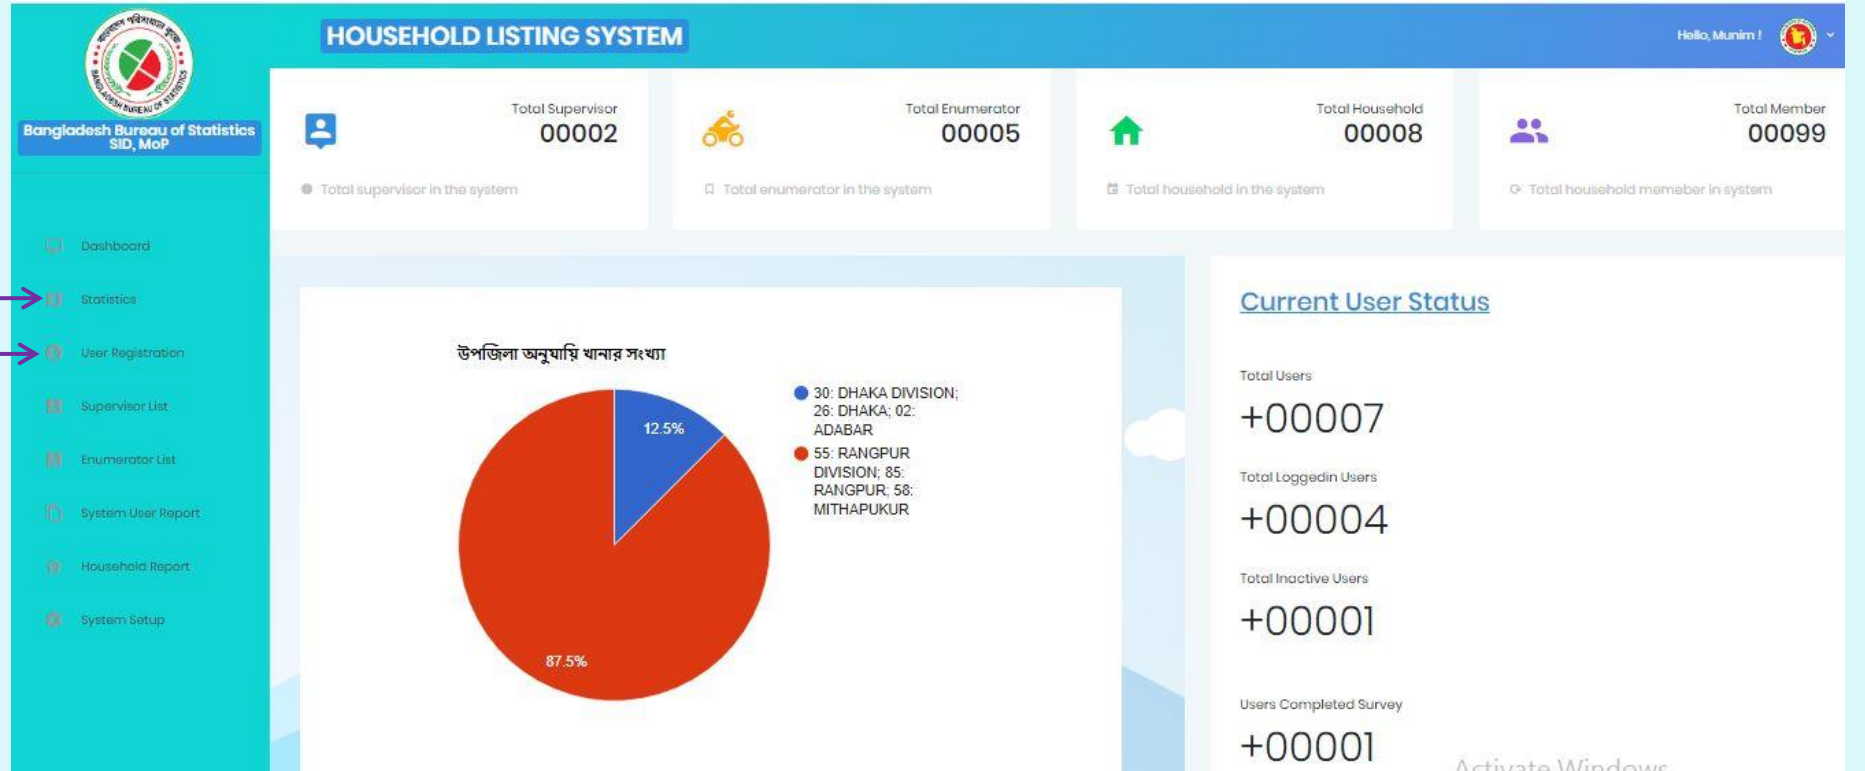 বাংলাদেশ পরিসংখ্যান ব্যুরো
BANGLADESH BUREAU OF STATISTICS
Bangladesh Bureau of Statistics
SID, MoP
HOUSEHOLD LISTING SYSTEM
Hello, Munim !
Total Supervisor
00002
Total supervisor in the system
Total Enumerator
00005
Total enumerator in the system
Total Household
00008
Total household in the system
Total Member
00099
Total household memeber in system
Dashboard
Statistics
User Registration
Supervisor List
Enumerator List
System User Report
Household Report
System Setup
উপজিলা অনুযায়ি খানার সংখ্যা
12.5%
87.5%
30: DHAKA DIVISION;
26: DHAKA; 02:
ADABAR
55: RANGPUR
DIVISION; 85:
RANGPUR; 58:
MITHAPUKUR
Current User Status
Total Users
+00007
Total Loggedin Users
+00004
Total Inactive Users
+00001
Users Completed Survey
+00001
Activate Windows